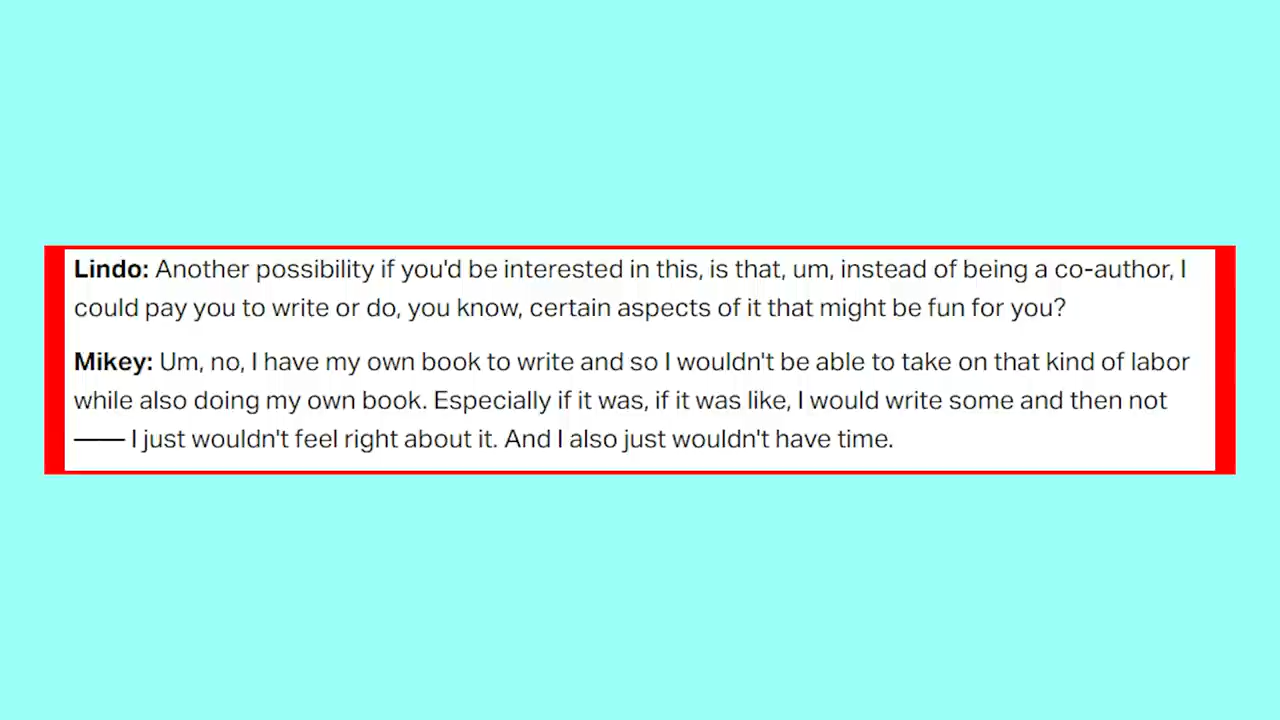 Lindo: Another possibility if you'd be interested in this, is that, um, instead of being a co-author, I
could pay you to write or do, you know, certain aspects of it that might be fun for you?
Mikey: Um, no, I have my own book to write and so I wouldn't be able to take on that kind of labor
while also doing my own book. Especially if it was, if it was like, I would write some and then not
—— I just wouldn't feel right about it. And I also just wouldn't have time.